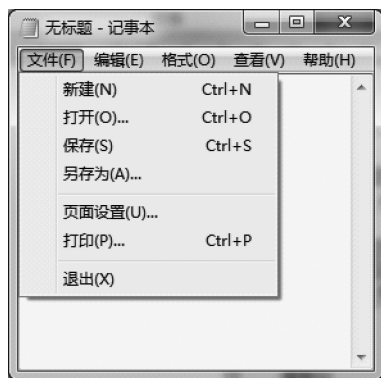 无标题 - 记事本
文件(F) 编辑(E) 格式(O) 查看(V) 帮助(H)
新建(N) Ctrl+N
打开(O)... Ctrl+O
保存(S) Ctrl+S
另存为(A)...
页面设置(U)...
打印(P)... Ctrl+P
退出(X)